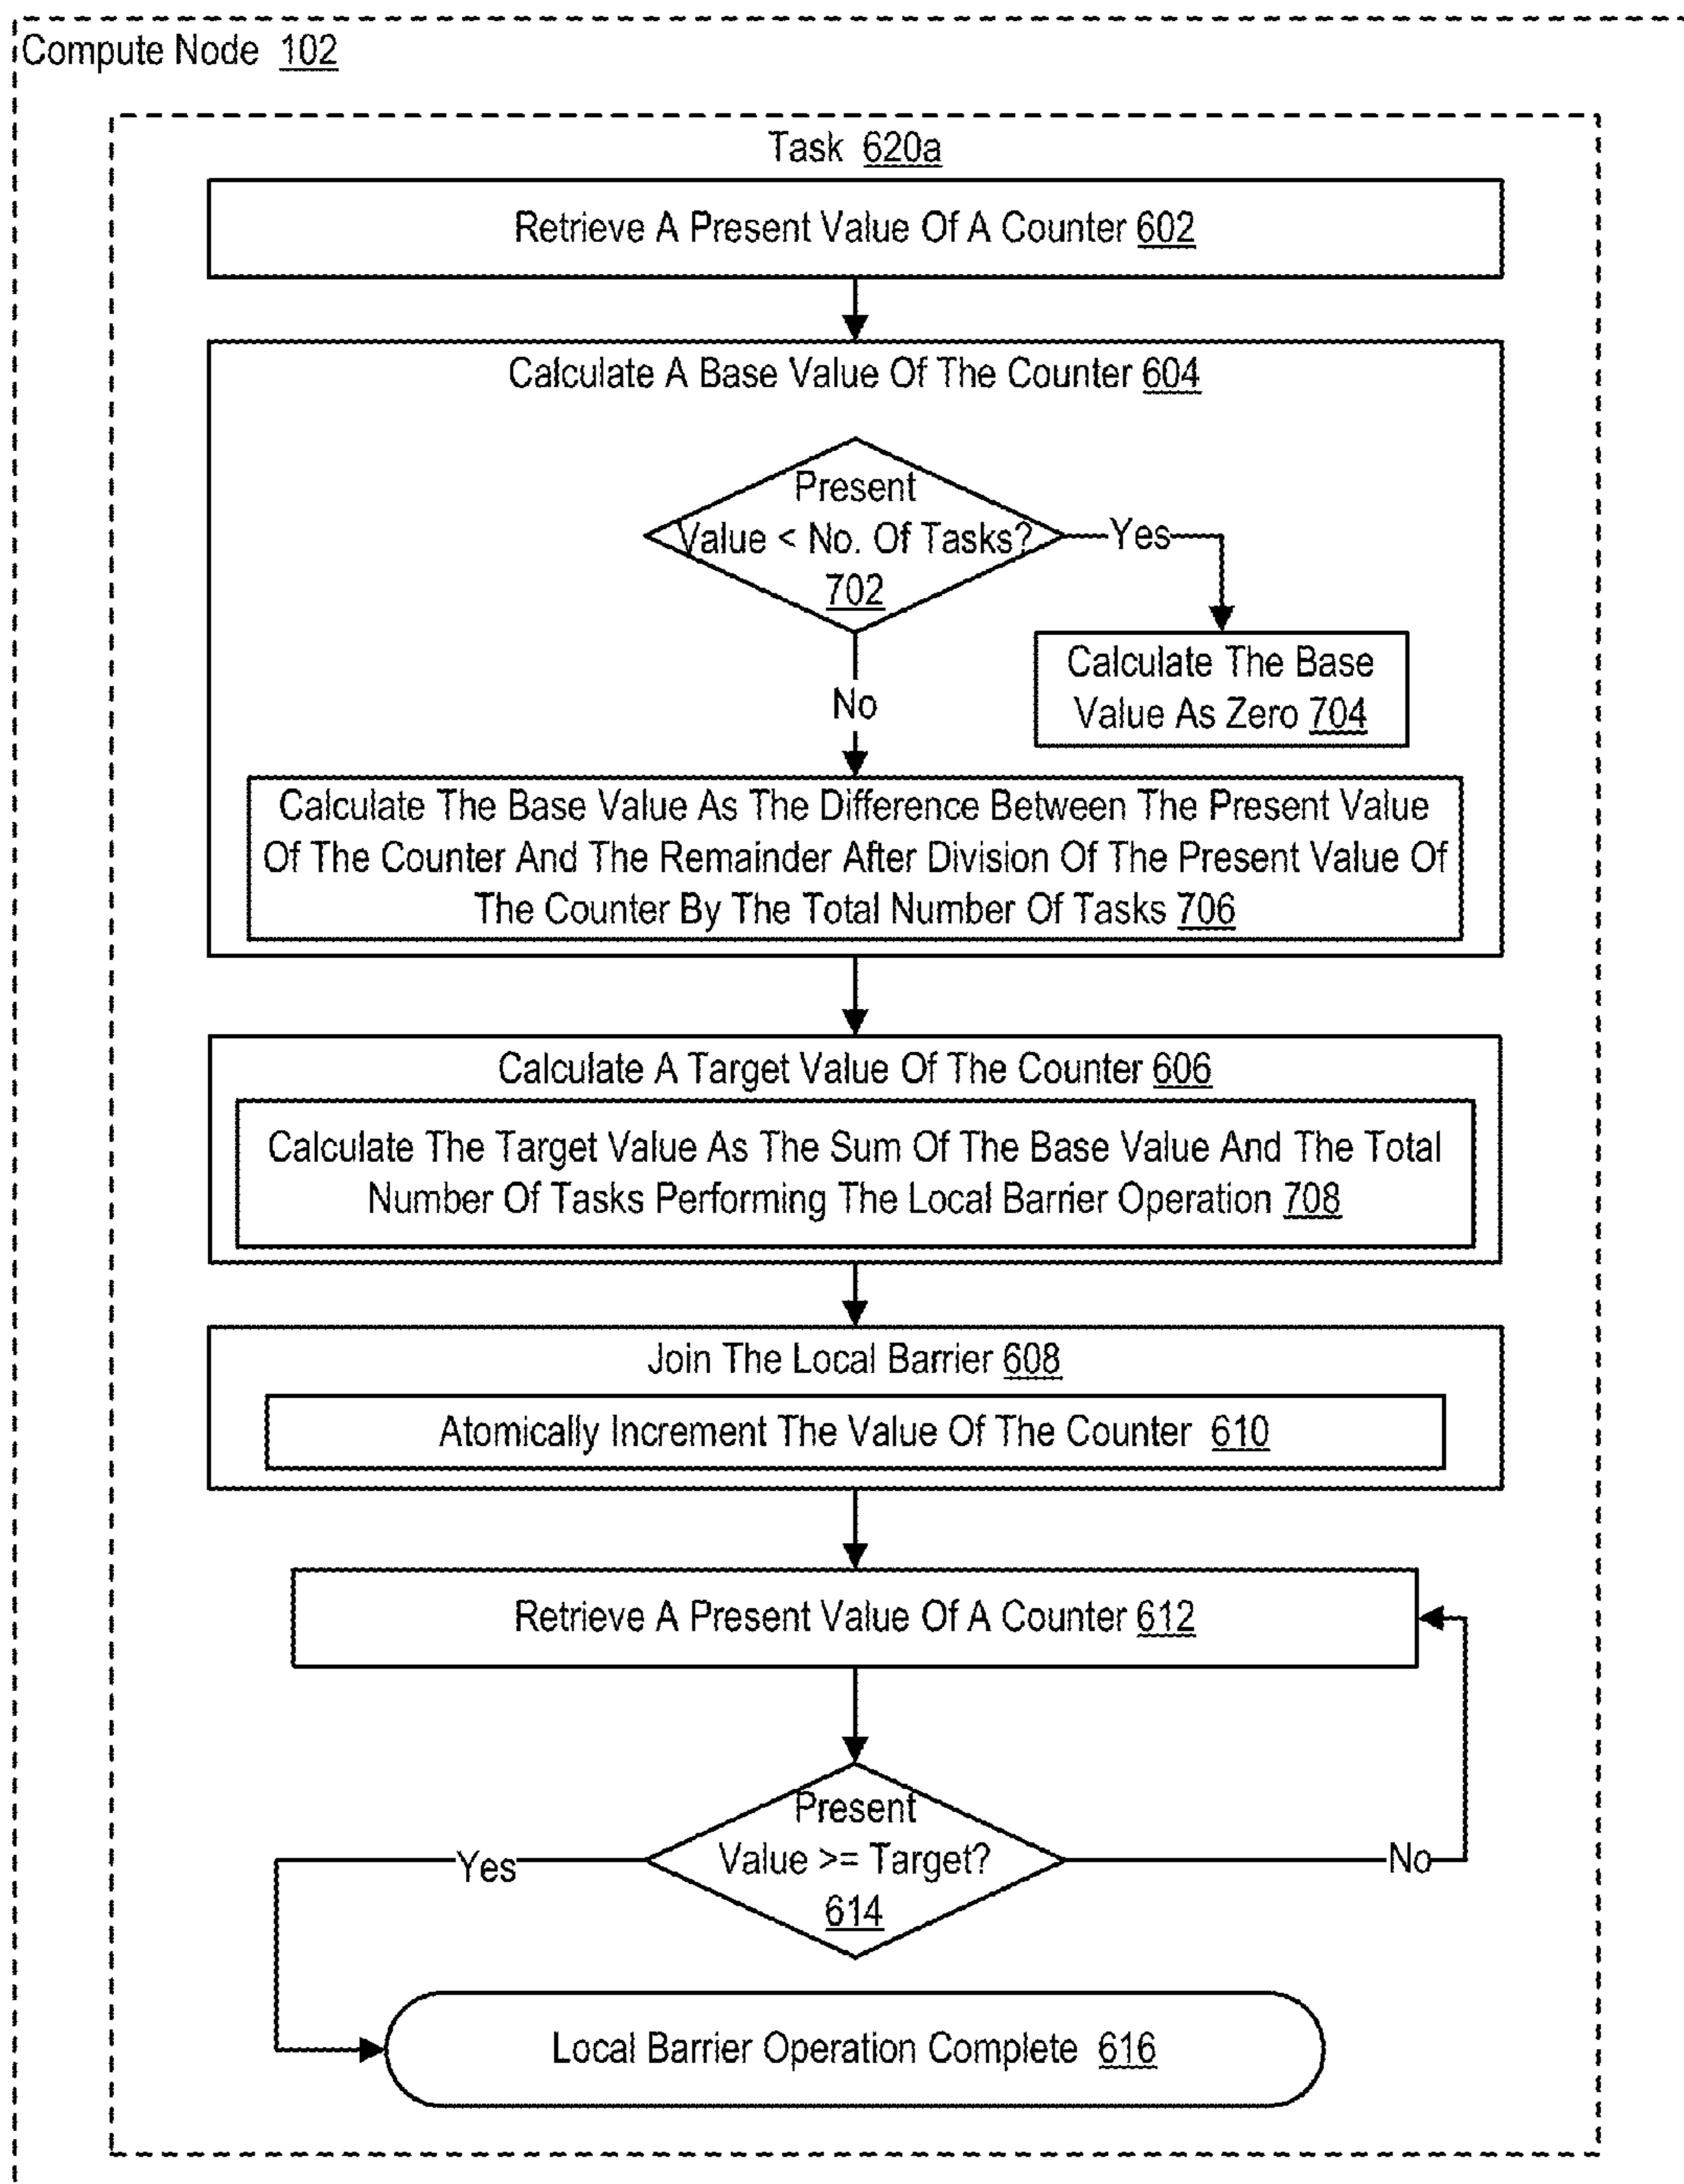 Compute Node 102
Task 620a
Retrieve A Present Value Of A Counter 602
Calculate A Base Value Of The Counter 604
Present
Value < No. Of Tasks?
702
Yes
Calculate The Base
Value As Zero 704
No
Calculate The Base Value As The Difference Between The Present Value
Of The Counter And The Remainder After Division Of The Present Value Of
The Counter By The Total Number Of Tasks 706
Calculate A Target Value Of The Counter 606
Calculate The Target Value As The Sum Of The Base Value And The Total
Number Of Tasks Performing The Local Barrier Operation 708
Join The Local Barrier 608
Atomically Increment The Value Of The Counter 610
Retrieve A Present Value Of A Counter 612
Present
Value >= Target?
614
Yes
No
Local Barrier Operation Complete 616